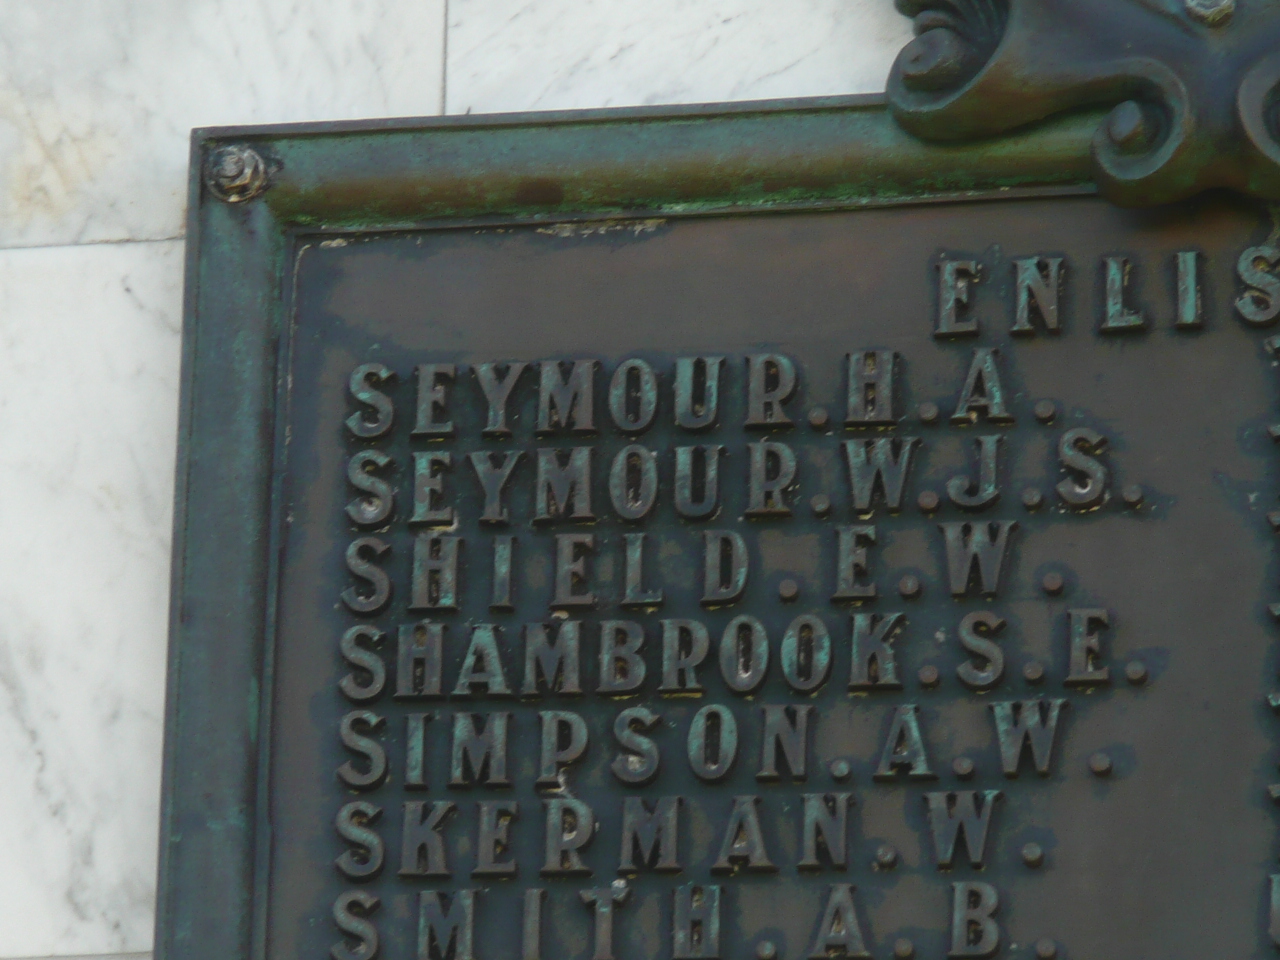 ENLIS
SEYMOUR.H.A.
SEYMOUR.W.J.S.
SHIELD.E.W.
SHAMBROOK.S.E.
SIMPSON.A.W.
SKERMAN.W.
SMITH.A.B.